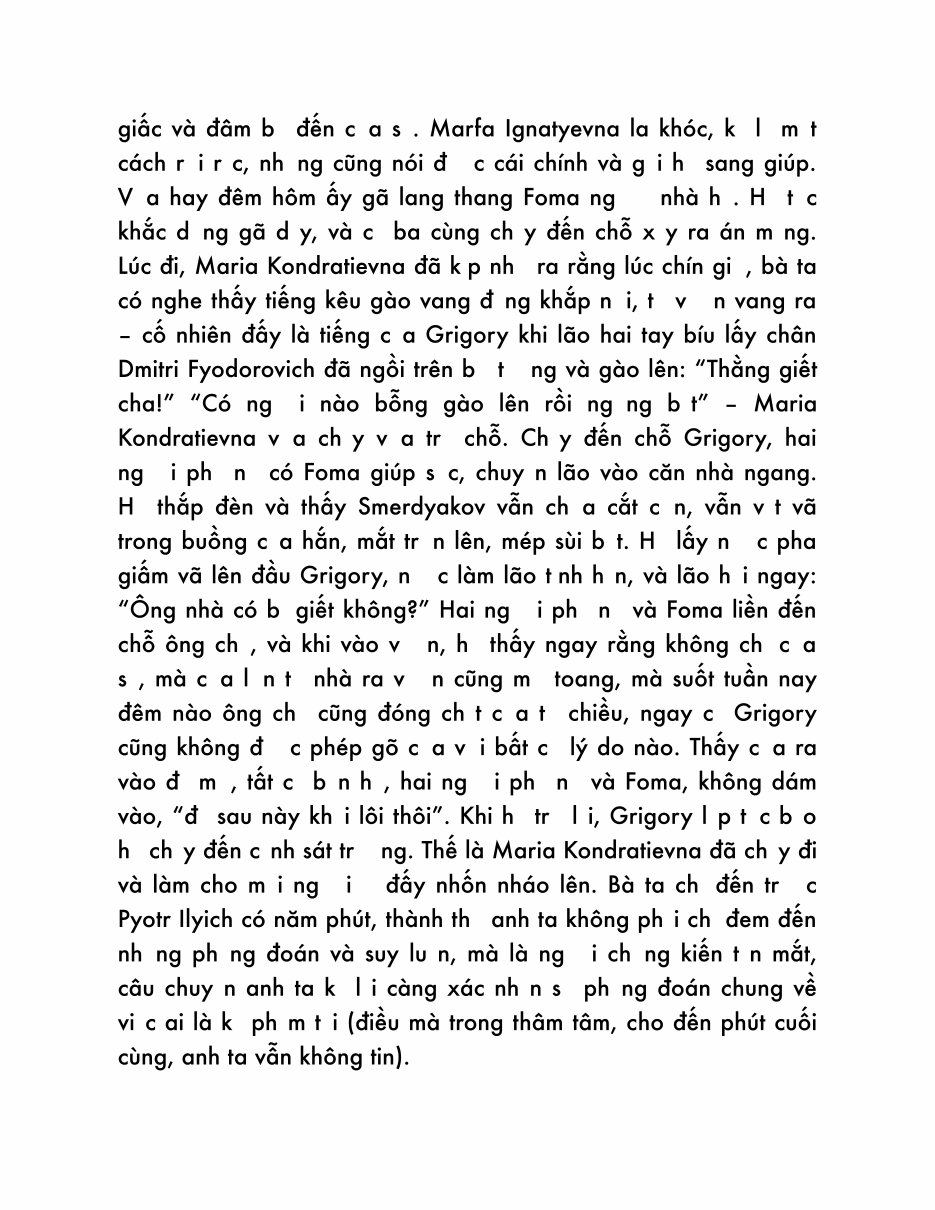 giấc và đâm b đến c a s . Marfa Ignatyevna la khóc, k l m t
cách r i r c, nh ng cũng nói đ c cái chính và g i h sang giúp.
V a hay đêm hôm ấy gã lang thang Foma ng nhà h . H t c
khắc d ng gã d y, và c ba cùng ch y đến chỗ x y ra án m ng.
Lúc đi, Maria Kondratievna đã k p nh ra rằng lúc chín gi , bà ta
có nghe thấy tiếng kêu gào vang đ ng khắp n i, t v n vang ra
– cố nhiên đấy là tiếng c a Grigory khi lão hai tay bíu lấy chân
Dmitri Fyodorovich đã ngồi trên b t ng và gào lên: “Thằng giết
cha!” “Có ng i nào bỗng gào lên rồi ng ng b t” – Maria
Kondratievna v a ch y v a tr chỗ. Ch y đến chỗ Grigory, hai
ng i ph n có Foma giúp s c, chuy n lão vào căn nhà ngang.
H thắp đèn và thấy Smerdyakov vẫn ch a cắt c n, vẫn v t vã
trong buồng c a hắn, mắt tr n lên, mép sùi b t. H lấy n c pha
giấm vã lên đầu Grigory, n c làm lão t nh h n, và lão h i ngay:
“Ông nhà có b giết không?” Hai ng i ph n và Foma liền đến
chỗ ông ch , và khi vào v n, h thấy ngay rằng không ch c a
s , mà c a l n t nhà ra v n cũng m toang, mà suốt tuần nay
đêm nào ông ch cũng đóng ch t c a t chiều, ngay c Grigory
cũng không đ c phép gõ c a v i bất c lý do nào. Thấy c a ra
vào đ m , tất c b n h , hai ng i ph n và Foma, không dám
vào, “đ sau này kh i lôi thôi”. Khi h tr l i, Grigory l p t c b o
h ch y đến c nh sát tr ng. Thế là Maria Kondratievna đã ch y đi
và làm cho m i ng i đấy nhốn nháo lên. Bà ta ch đến tr c
Pyotr Ilyich có năm phút, thành th anh ta không ph i ch đem đến
nh ng ph ng đoán và suy lu n, mà là ng i ch ng kiến t n mắt,
câu chuy n anh ta k l i càng xác nh n s ph ng đoán chung về
vi c ai là k ph m t i (điều mà trong thâm tâm, cho đến phút cuối
cùng, anh ta vẫn không tin).